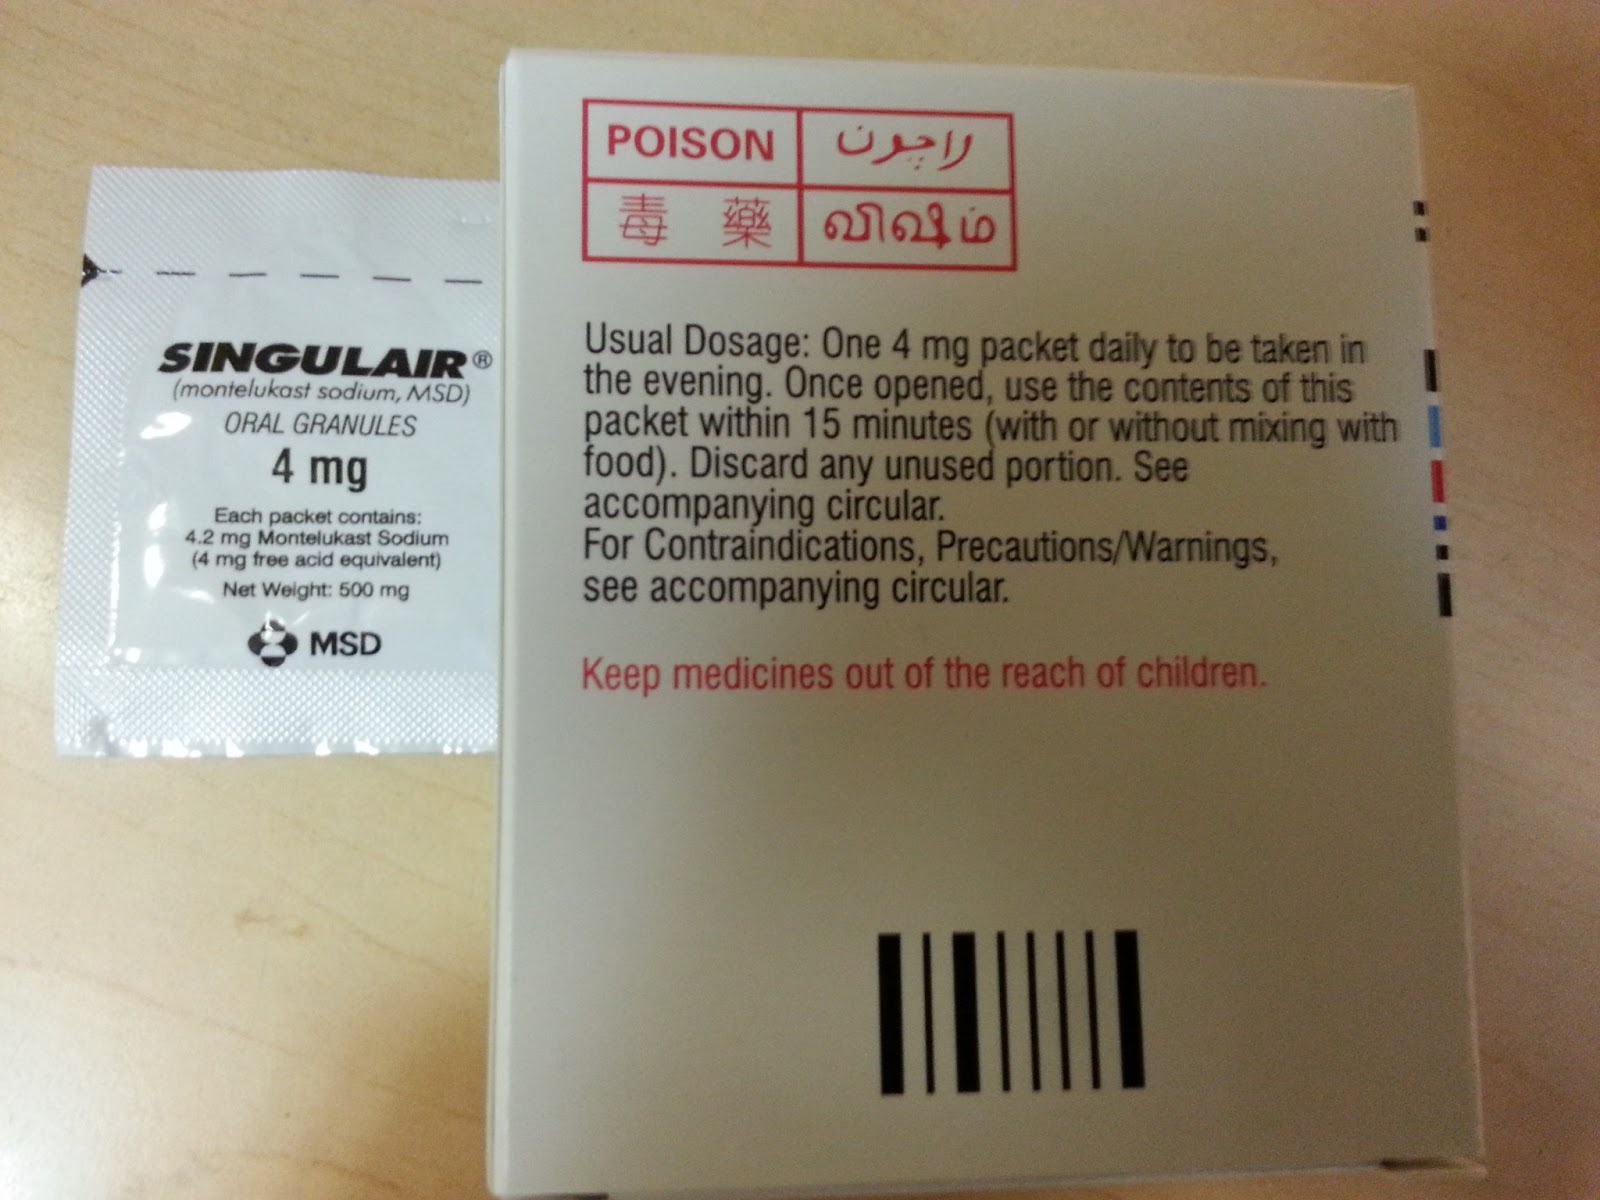 SINGULAIR®
(montelukast sodium, MSD)
ORAL GRANULES
4 mg
Each packet contains:
4.2 mg Montelukast Sodium
(4 mg free acid equivalent)
Net Weight: 500 mg
MSD
POISON
راچون
毒 藥
விஷம்
Usual Dosage: One 4 mg packet daily to be taken in
the evening. Once opened, use the contents of this
packet within 15 minutes (with or without mixing with
food). Discard any unused portion. See
accompanying circular.
For Contraindications, Precautions/Warnings,
see accompanying circular.
Keep medicines out of the reach of children.